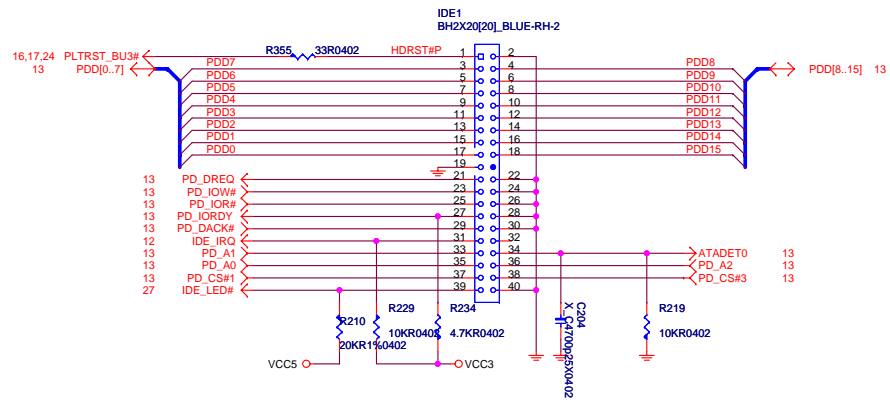 IDE1
BH2X20[20]_BLUE-RH-2
16,17,24 PLTRST_BU3# R355 33R0402 HDRST#P 1 2
13 PDD[0..7] PDD7 3 4 PDD8 PDD[8..15] 13
PDD6 5 6 PDD9
PDD5 7 8 PDD10
PDD4 9 10 PDD11
PDD3 11 12 PDD12
PDD2 13 14 PDD13
PDD1 15 16 PDD14
PDD0 17 18 PDD15
19
13 PD_DREQ 21 22
13 PD_IOW# 23 24
13 PD_IOR# 25 26
13 PD_IORDY 27 28
13 PD_DACK# 29 30
12 IDE_IRQ 31 32
13 PD_A1 33 34 ATADET0 13
13 PD_A0 35 36 PD_A2 13
13 PD_CS#1 37 38 PD_CS#3 13
27 IDE_LED# 39 40
R210
20KR1%0402
R229
10KR0402
R234
4.7KR0402
C204
X_C4700p25X0402
R219
10KR0402
VCC5
VCC3